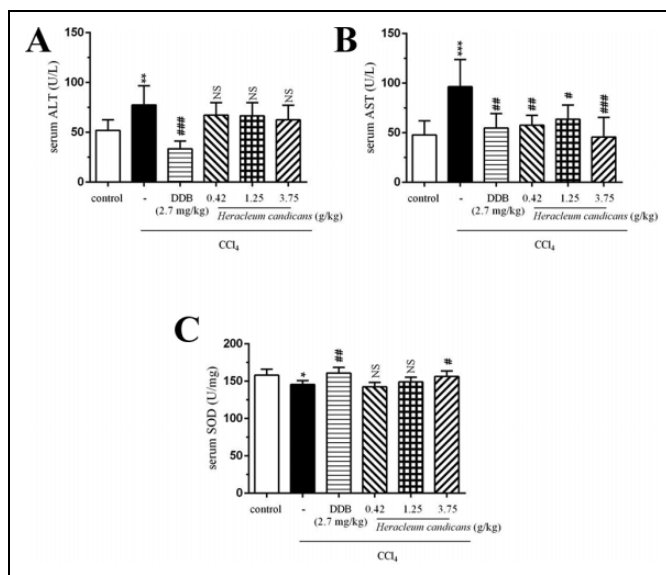 A
B
serum ALT (U/L)
150
100
50
0
**
###
NS
NS
NS
control
-
DDB
0.42
1.25
3.75
(2.7 mg/kg)
Heracleum candicans (g/kg)
CCl4
serum AST (U/L)
150
100
50
0
***
##
##
#
###
control
-
DDB
0.42
1.25
3.75
(2.7 mg/kg)
Heracleum candicans (g/kg)
CCl4
C
serum SOD (U/mg)
200
150
100
50
0
*
##
NS
NS
#
control
-
DDB
0.42
1.25
3.75
(2.7 mg/kg)
Heracleum candicans (g/kg)
CCl4